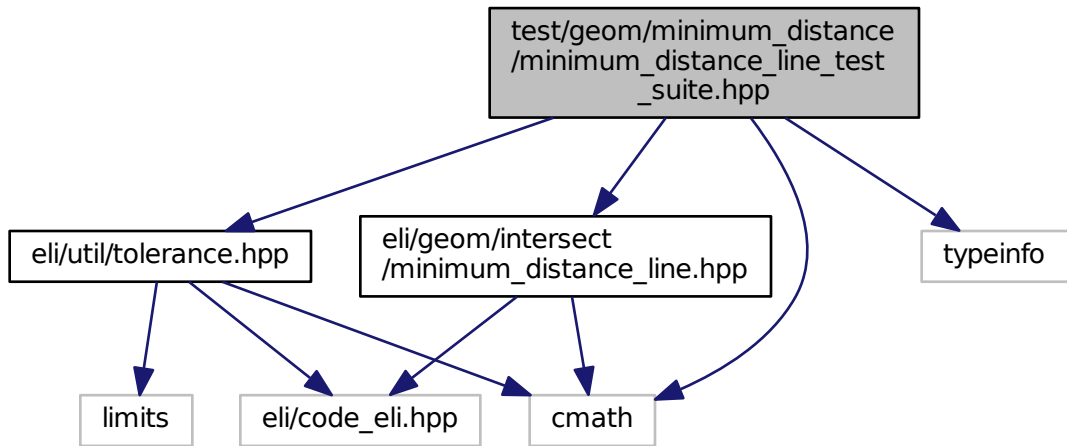 test/geom/minimum_distance
/minimum_distance_line_test
_suite.hpp
eli/util/tolerance.hpp
eli/geom/intersect
/minimum_distance_line.hpp
typeinfo
limits
eli/code_eli.hpp
cmath